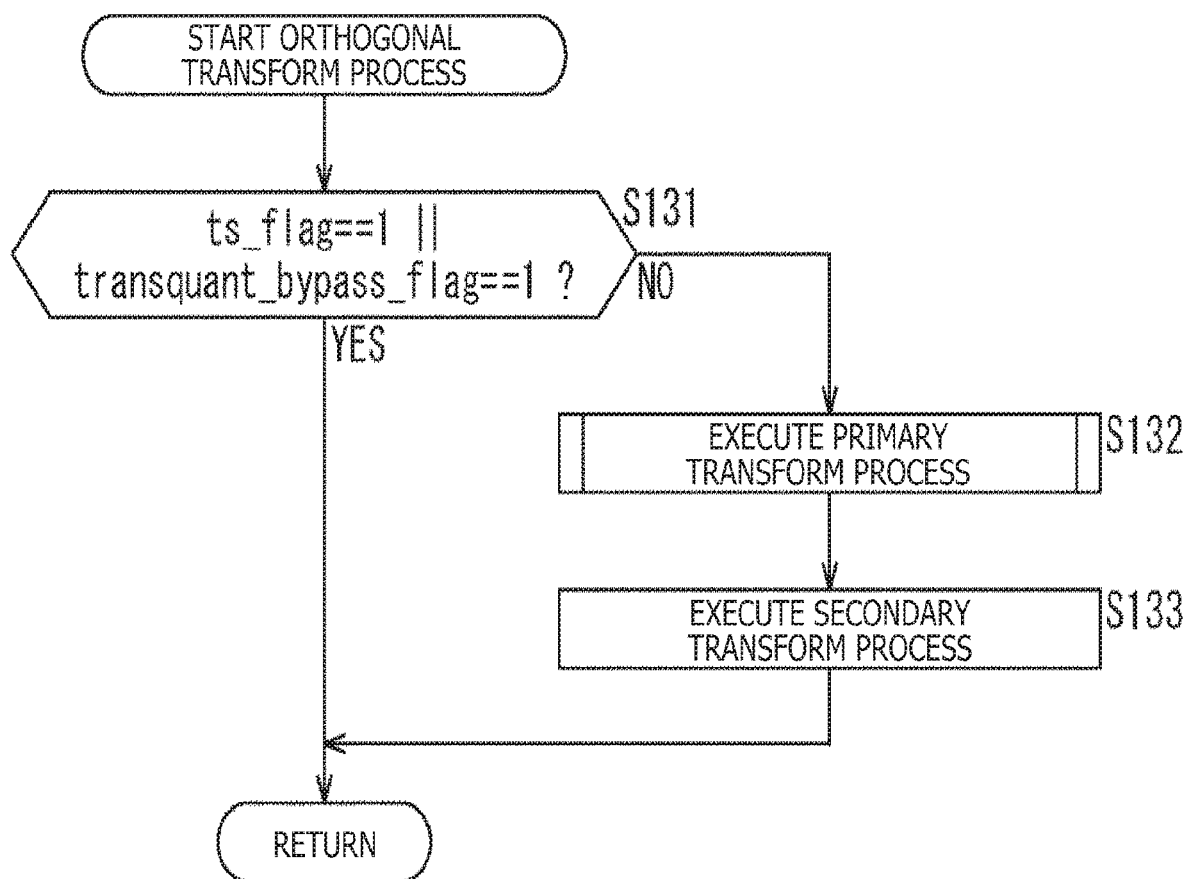 START ORTHOGONAL
TRANSFORM PROCESS
ts_flag==1 ||
transquant_bypass_flag==1 ?
S131
NO
YES
EXECUTE PRIMARY
TRANSFORM PROCESS
S132
EXECUTE SECONDARY
TRANSFORM PROCESS
S133
RETURN